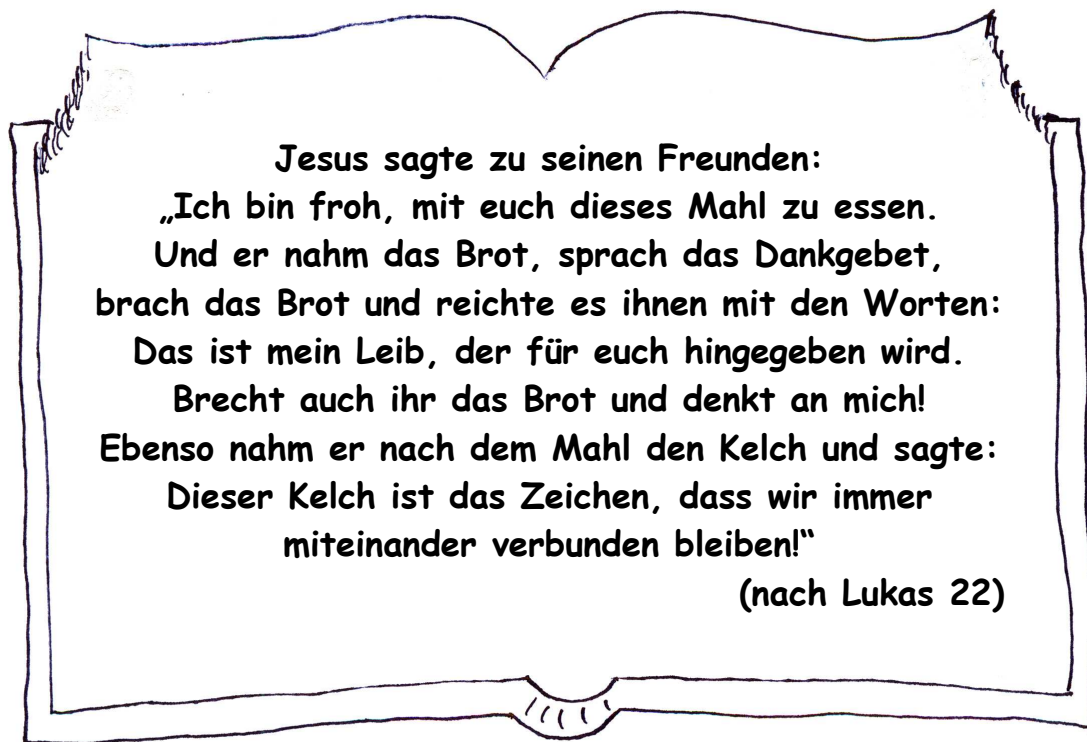 Jesus sagte zu seinen Freunden:
„Ich bin froh, mit euch dieses Mahl zu essen.
Und er nahm das Brot, sprach das Dankgebet,
brach das Brot und reichte es ihnen mit den Worten:
Das ist mein Leib, der für euch hingegeben wird.
Brecht auch ihr das Brot und denkt an mich!
Ebenso nahm er nach dem Mahl den Kelch und sagte:
Dieser Kelch ist das Zeichen, dass wir immer
miteinander verbunden bleiben!“
(nach Lukas 22)